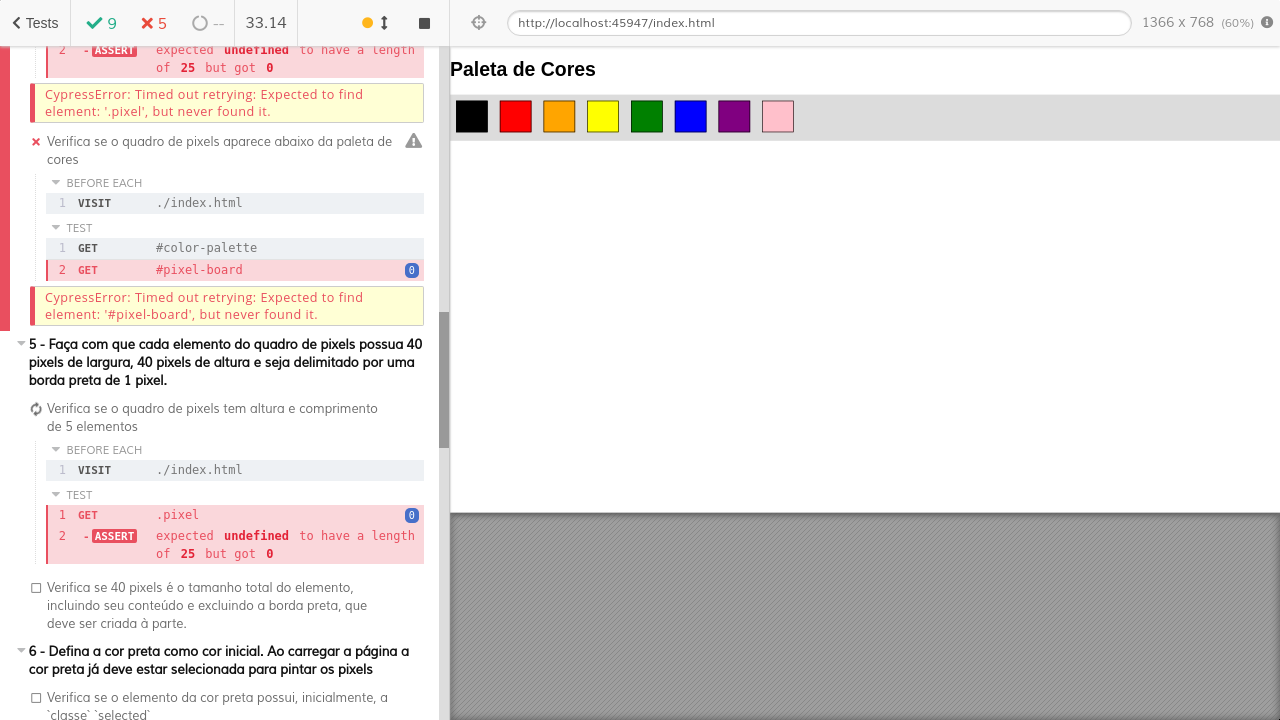 Tests
9
5
--
33.14
http://localhost:45947/index.html
1366 x 768 (60%)
2 -ASSERT expected undefined to have a length
of 25 but got 0
CypressError: Timed out retrying: Expected to find
element: '.pixel', but never found it.
Verifica se o quadro de pixels aparece abaixo da paleta de
cores
BEFORE EACH
1 VISIT ./index.html
TEST
1 GET #color-palette
2 GET #pixel-board 0
CypressError: Timed out retrying: Expected to find
element: '#pixel-board', but never found it.
5 - Faça com que cada elemento do quadro de pixels possua 40
pixels de largura, 40 pixels de altura e seja delimitado por uma
borda preta de 1 pixel.
Verifica se o quadro de pixels tem altura e comprimento
de 5 elementos
BEFORE EACH
1 VISIT ./index.html
TEST
1 GET .pixel 0
2 -ASSERT expected undefined to have a length
of 25 but got 0
Verifica se 40 pixels é o tamanho total do elemento,
incluindo seu conteúdo e excluindo a borda preta, que
deve ser criada à parte.
6 - Defina a cor preta como cor inicial. Ao carregar a página a
cor preta já deve estar selecionada para pintar os pixels
Verifica se o elemento da cor preta possui, inicialmente, a
`classe` `selected`
Paleta de Cores